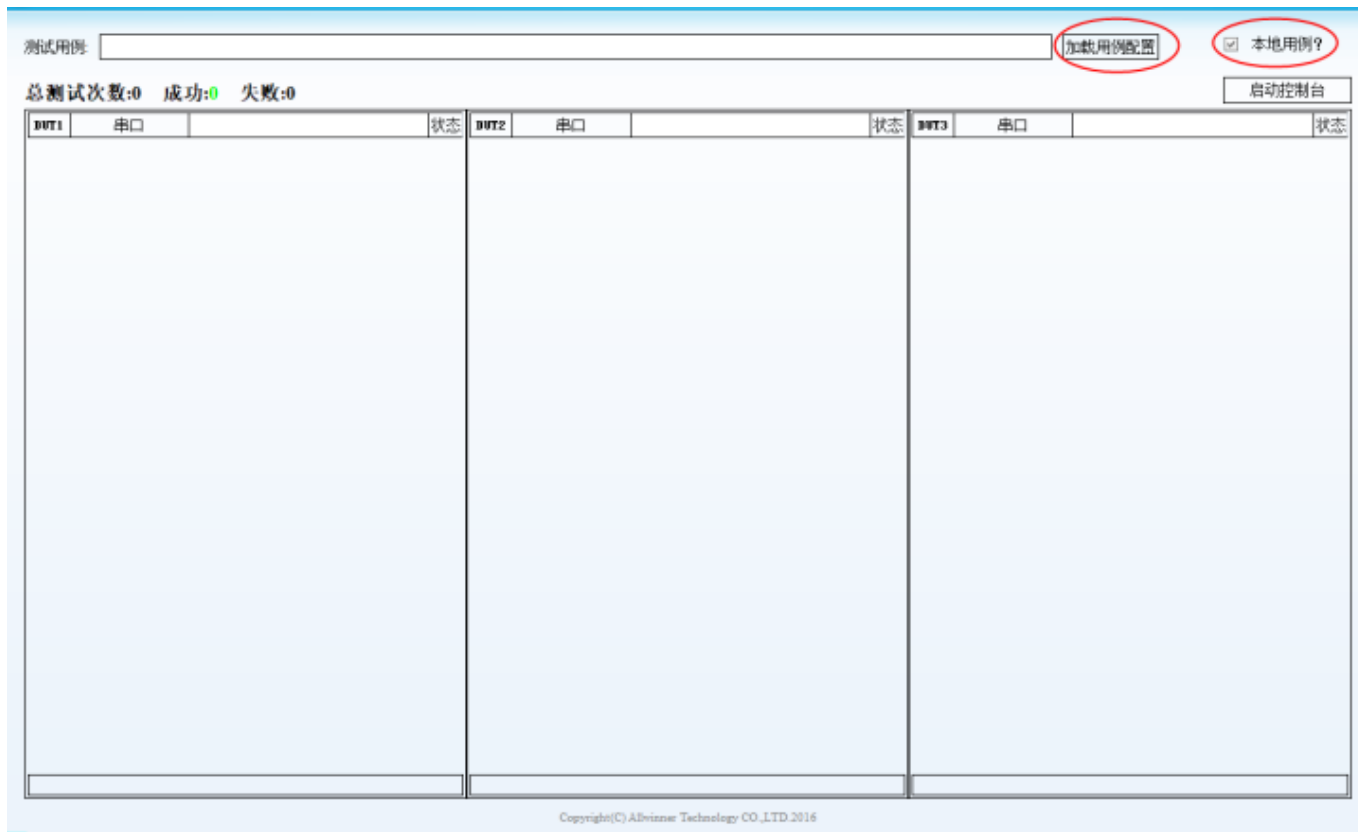 测试用例: 加载用例配置 本地用例?
总测试次数:0 成功:0 失败:0 启动控制台
DUT1 串口 状态 DUT2 串口 状态 DUT3 串口 状态
Copyright(C) Allwinner Technology CO.,LTD.2016